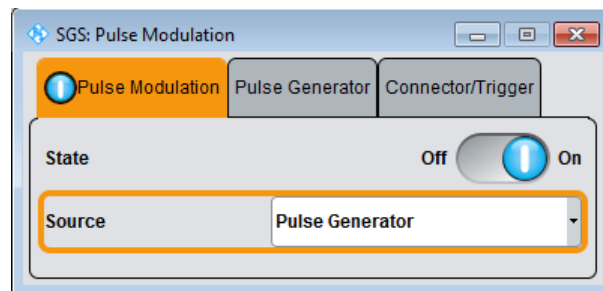 SGS: Pulse Modulation
Pulse Modulation Pulse Generator Connector/Trigger
State Off On
Source Pulse Generator